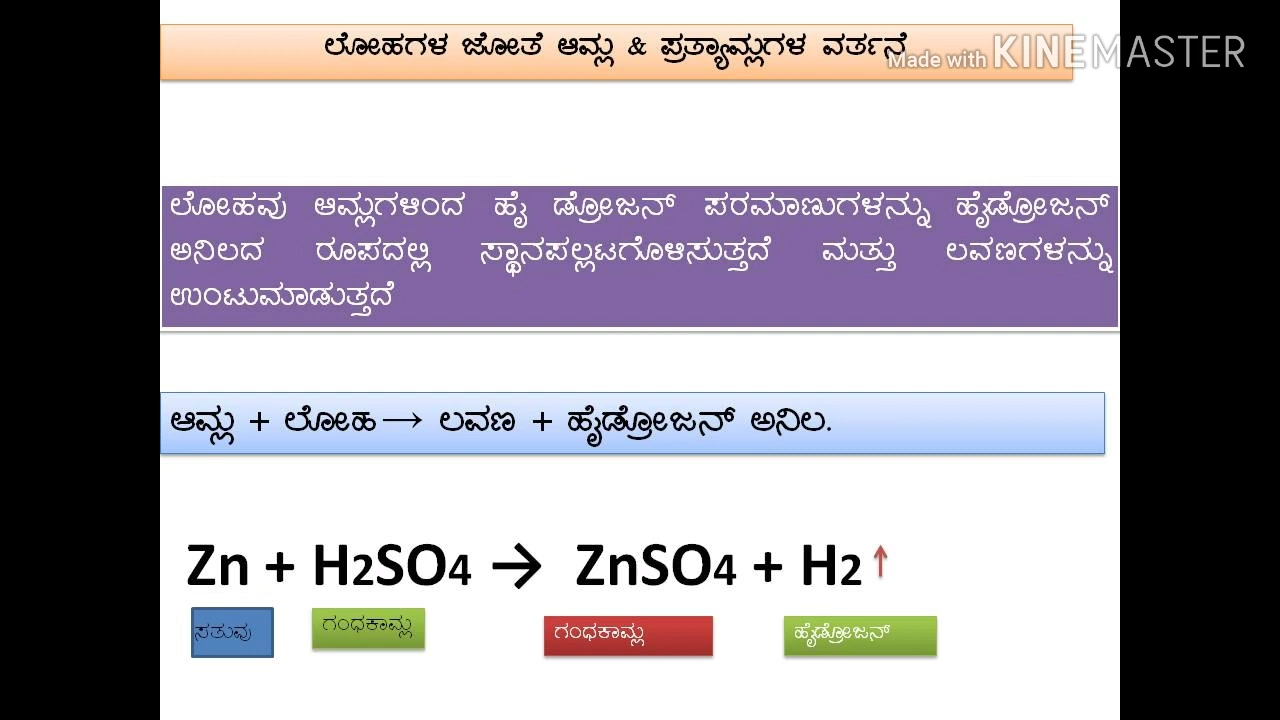 ಲೋಹಗಳ ಜೋತೆ ಆಮ್ಲ & ಪ್ರತ್ಯಾಮ್ಲಗಳ ವರ್ತನೆ
Made with KINEMASTER
ಲೋಹವು ಆಮ್ಲಗಳಿಂದ ಹೈ ಡ್ರೋಜನ್ ಪರಮಾಣುಗಳನ್ನು ಹೈಡ್ರೋಜನ್
ಅನಿಲದ ರೂಪದಲ್ಲಿ ಸ್ಥಾನಪಲ್ಲಟಗೊಳಿಸುತ್ತದೆ ಮತ್ತು ಲವಣಗಳನ್ನು
ಉಂಟುಮಾಡುತ್ತದೆ
ಆಮ್ಲ + ಲೋಹ → ಲವಣ + ಹೈಡ್ರೋಜನ್ ಅನಿಲ.
Zn + H2SO4 → ZnSO4 + H2 ↑
ಸತುವು ಗಂಧಕಾಮ್ಲ ಗಂಧಕಾಮ್ಲ ಹೈಡ್ರೋಜನ್